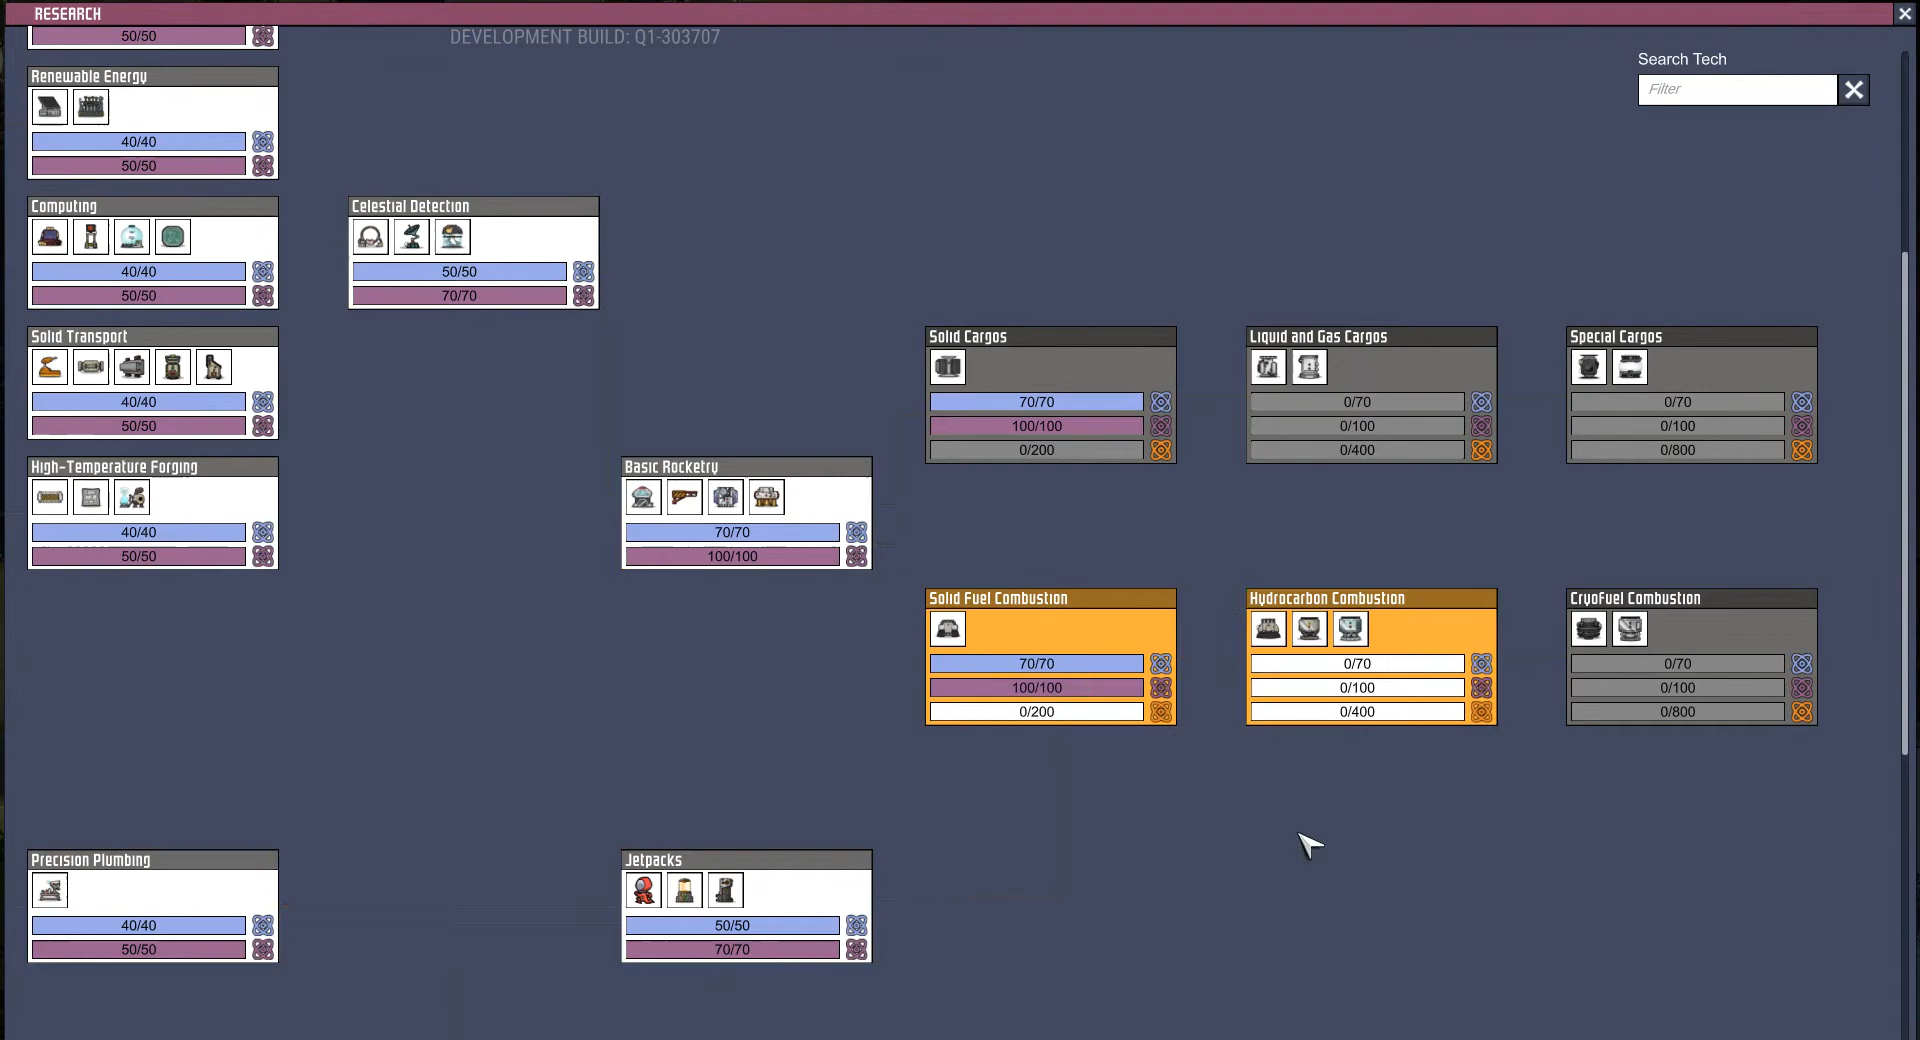 RESEARCH
50/50
DEVELOPMENT BUILD: Q1-303707
Search Tech
Filter
Renewable Energy
40/40
50/50
Computing
40/40
50/50
Celestial Detection
50/50
70/70
Solid Transport
40/40
50/50
Solid Cargos
70/70
100/100
0/200
Liquid and Gas Cargos
0/70
0/100
0/400
Special Cargos
0/70
0/100
0/800
High-Temperature Forging
40/40
50/50
Basic Rocketry
70/70
100/100
Solid Fuel Combustion
70/70
100/100
0/200
Hydrocarbon Combustion
0/70
0/100
0/400
CryoFuel Combustion
0/70
0/100
0/800
Precision Plumbing
40/40
50/50
Jetpacks
50/50
70/70